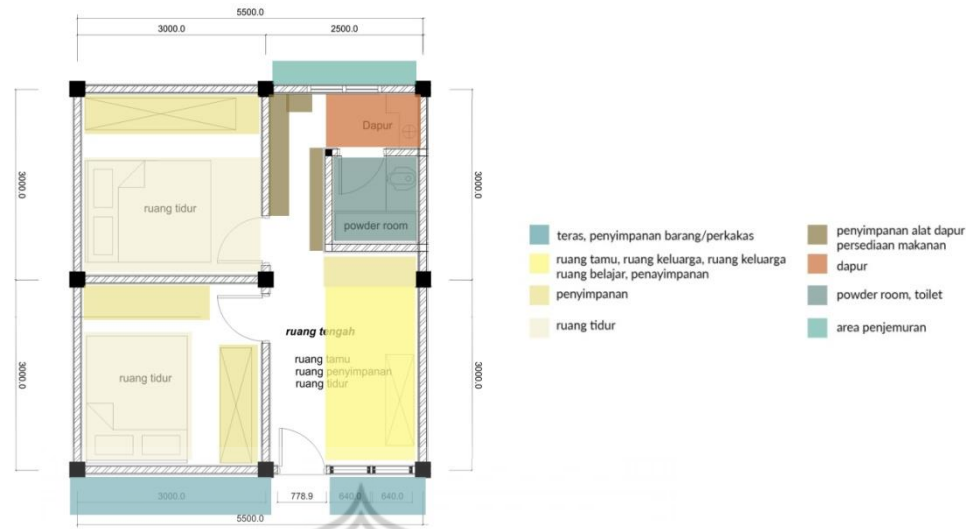 5500.0
3000.0
2500.0
Dapur
3000.0
3000.0
ruang tidur
powder room
ruang tengah
ruang tamu
ruang penyimpanan
ruang tidur
ruang tidur
3000.0
3000.0
3000.0
778.9
640.0
640.0
5500.0
teras, penyimpanan barang/perkakas
ruang tamu, ruang keluarga, ruang keluarga
ruang belajar, penayimpanan
penyimpanan
ruang tidur
penyimpanan alat dapur
persediaan makanan
dapur
powder room, toilet
area penjemuran